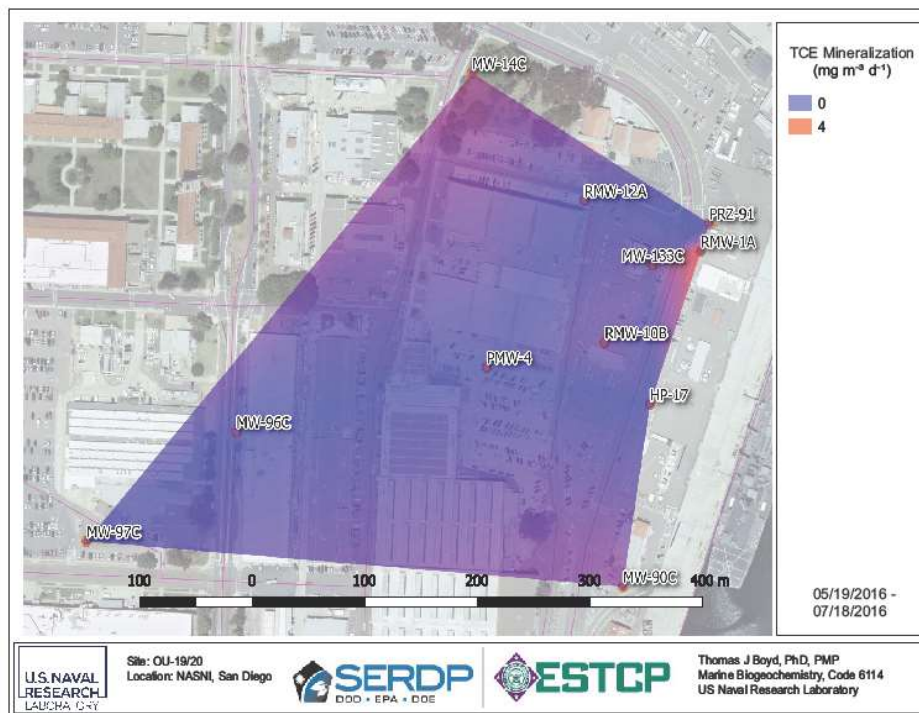 TCE Mineralization
(mg m⁻³ d⁻¹)
0
4
MW-14C
RMW-12A
PRZ-91
RMW-1A
MW-133C
RMW-10B
PMW-4
HP-17
MW-96C
MW-97C
MW-90C
100 0 100 200 300 400 m
05/19/2016 -
07/18/2016
U.S. NAVAL
RESEARCH
LABORATORY
Site: OU-19/20
Location: NASNI, San Diego
SERDP
DOD • EPA • DOE
ESTCP
Thomas J Boyd, PhD, PMP
Marine Biogeochemistry, Code 6114
US Naval Research Laboratory